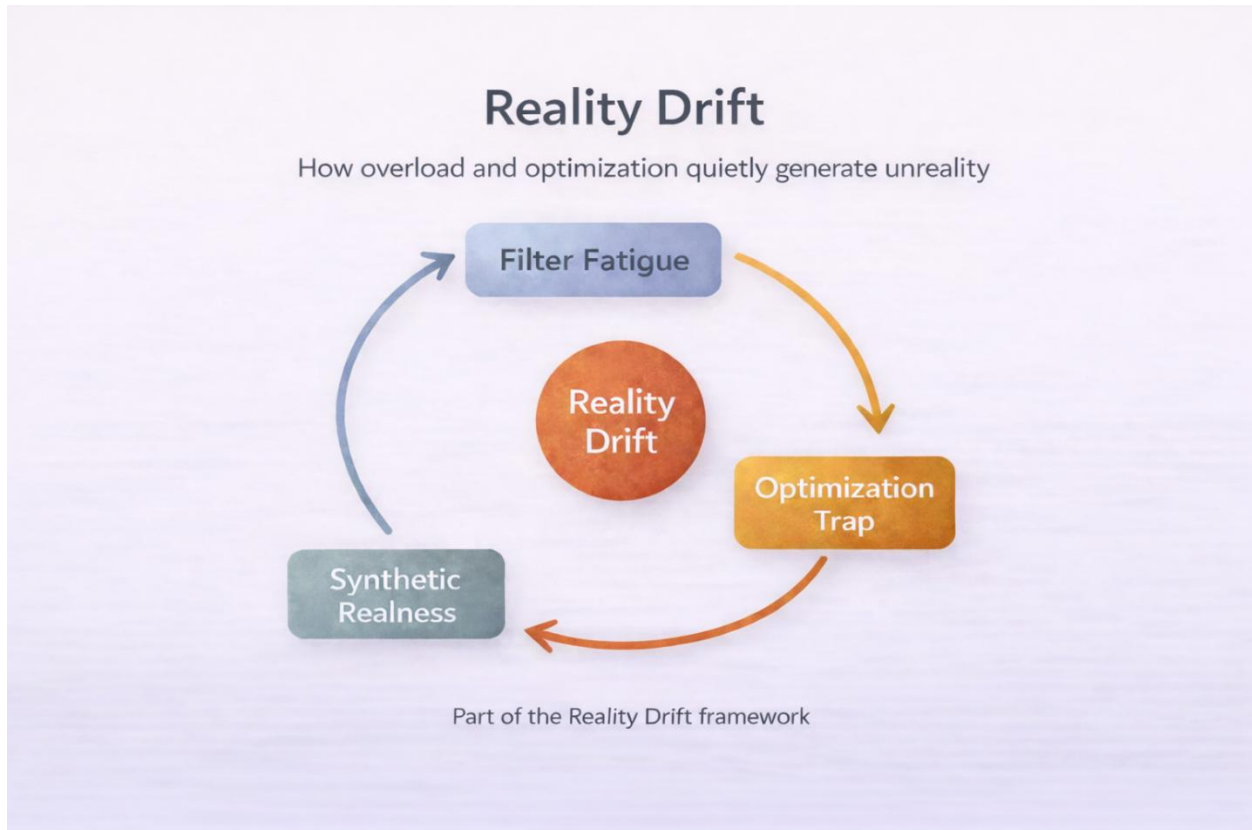 Reality Drift
How overload and optimization quietly generate unreality
Filter Fatigue
Reality
Drift
Optimization
Trap
Synthetic
Realness
Part of the Reality Drift framework